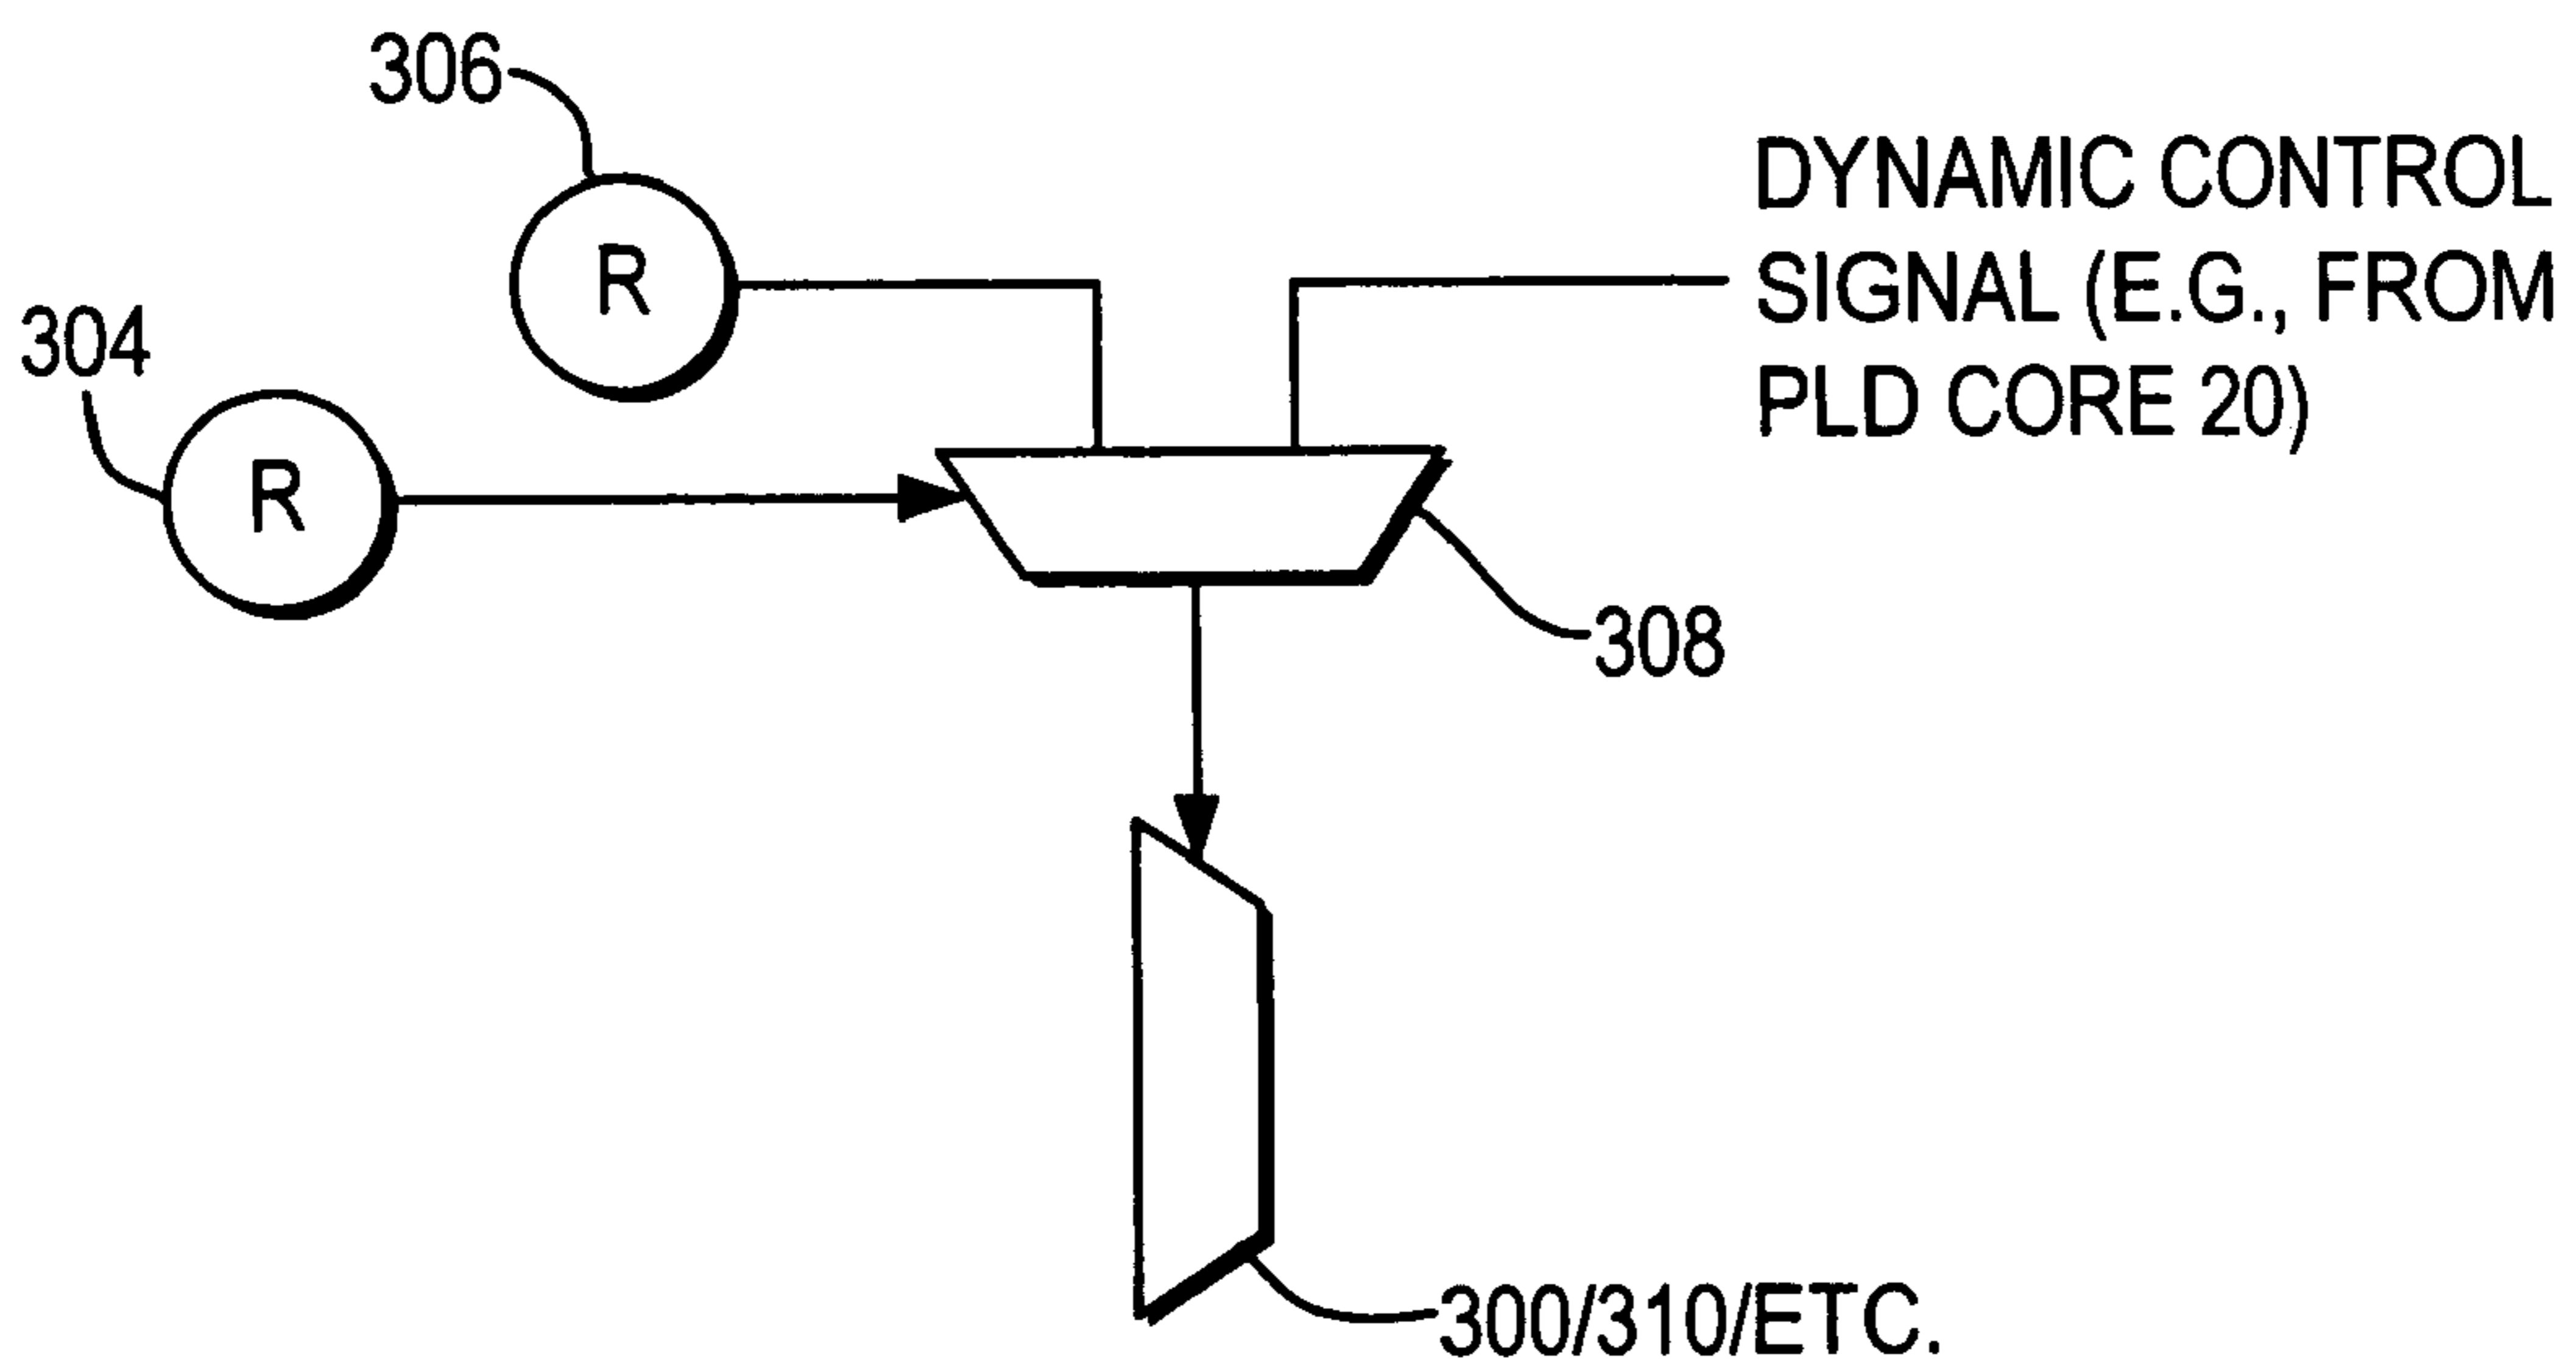 306
DYNAMIC CONTROL
SIGNAL (E.G., FROM
PLD CORE 20)
R
304
R
308
300/310/ETC.